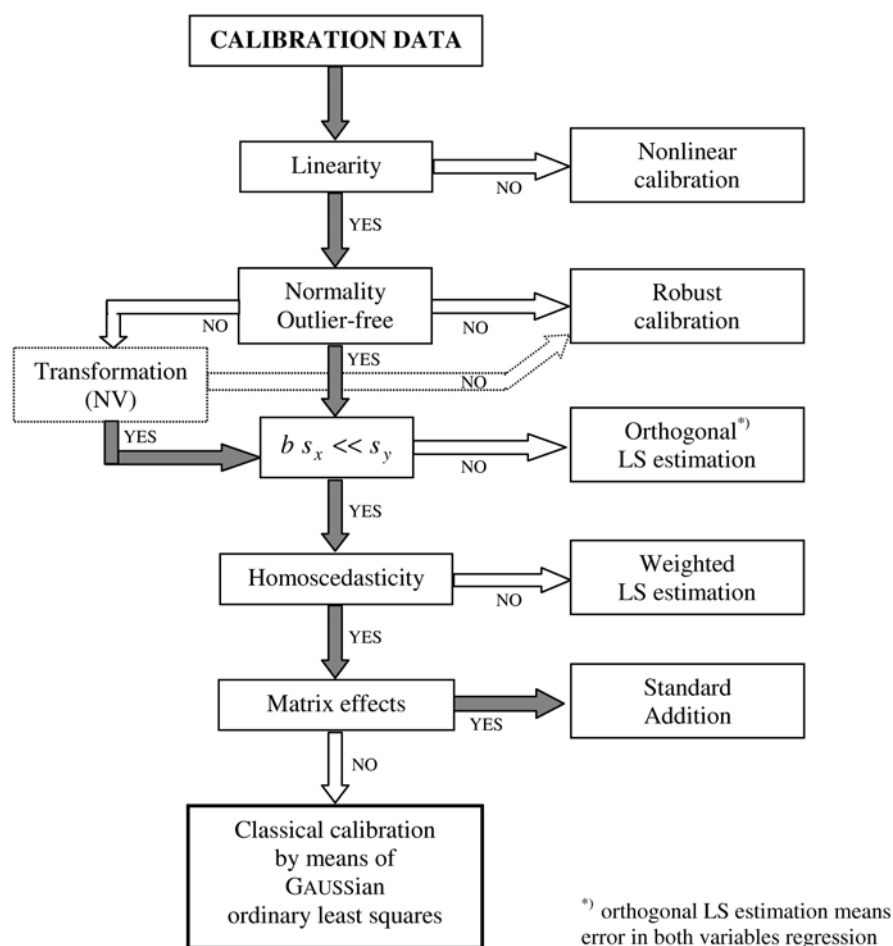 CALIBRATION DATA
Linearity
NO
Nonlinear
calibration
YES
Normality
Outlier-free
NO
NO
Robust
calibration
YES
Transformation
(NV)
NO
YES
b s_x << s_y
NO
Orthogonal*)
LS estimation
YES
Homoscedasticity
NO
Weighted
LS estimation
YES
Matrix effects
YES
Standard
Addition
NO
Classical calibration
by means of
GAUSSian
ordinary least squares
*) orthogonal LS estimation means
error in both variables regression